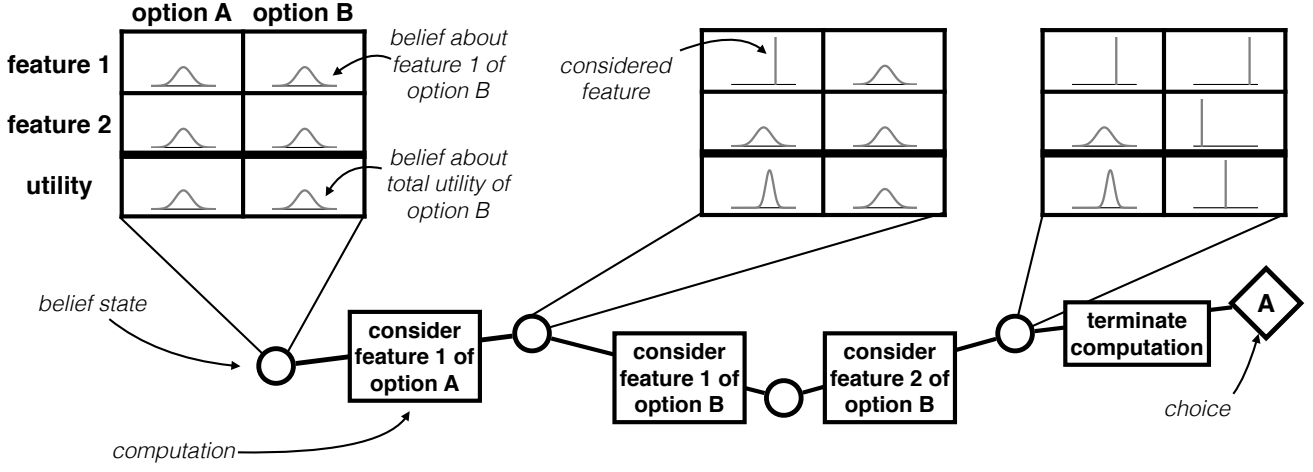 option A option B
feature 1
feature 2
utility
belief about
feature 1 of
option B
belief about
total utility of
option B
considered
feature
belief state
computation
consider
feature 1 of
option A
consider
feature 1 of
option B
consider
feature 2 of
option B
terminate
computation
A
choice